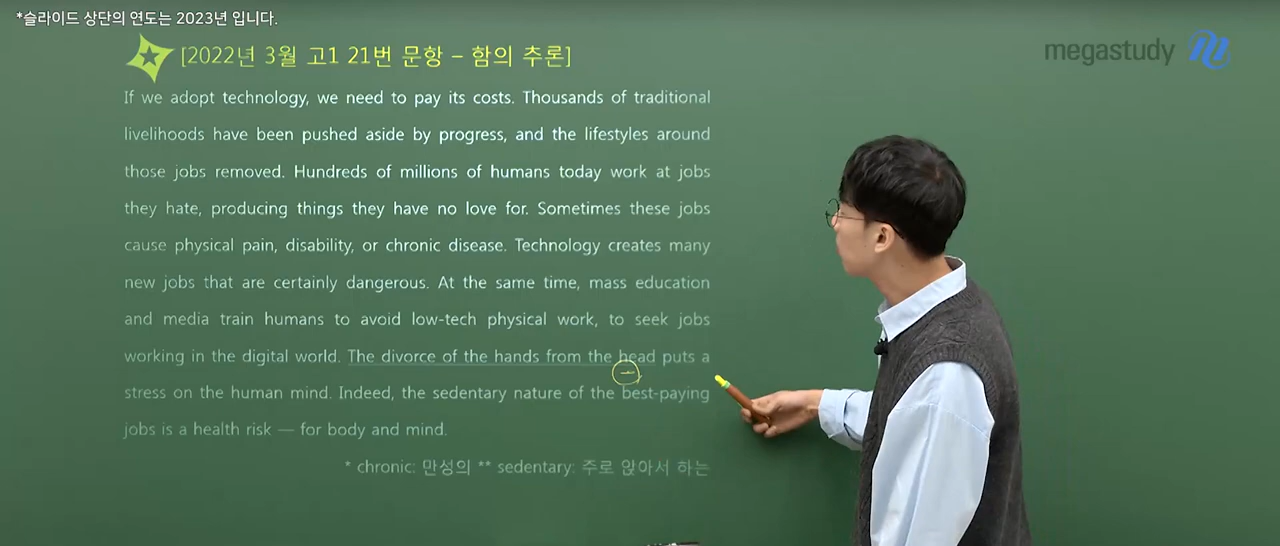 *슬라이드 상단의 연도는 2023년 입니다.
[2022년 3월 고1 21번 문항 – 함의 추론]
megastudy
If we adopt technology, we need to pay its costs. Thousands of traditional
livelihoods have been pushed aside by progress, and the lifestyles around
those jobs removed. Hundreds of millions of humans today work at jobs
they hate, producing things they have no love for. Sometimes these jobs
cause physical pain, disability, or chronic disease. Technology creates many
new jobs that are certainly dangerous. At the same time, mass education
and media train humans to avoid low-tech physical work, to seek jobs
working in the digital world. The divorce of the hands from the head puts a
stress on the human mind. Indeed, the sedentary nature of the best-paying
jobs is a health risk — for body and mind.
* chronic: 만성의 ** sedentary: 주로 앉아서 하는